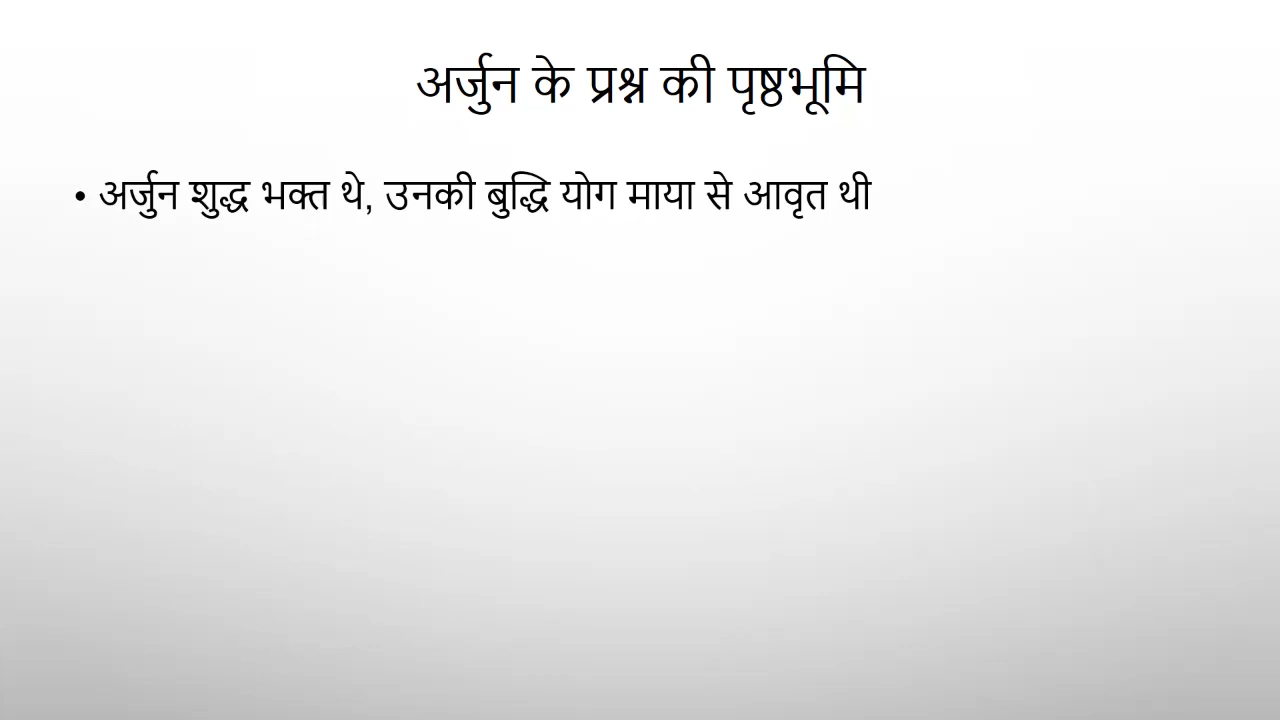 अर्जुन के प्रश्न की पृष्ठभूमि
• अर्जुन शुद्ध भक्त थे, उनकी बुद्धि योग माया से आवृत थी